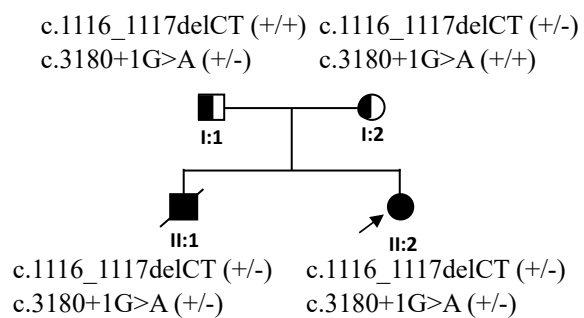 c.1116_1117delCT (+/+) c.1116_1117delCT (+/-)
c.3180+1G>A (+/-) c.3180+1G>A (+/+)
I:1 I:2
II:1 II:2
c.1116_1117delCT (+/-) c.1116_1117delCT (+/-)
c.3180+1G>A (+/-) c.3180+1G>A (+/-)